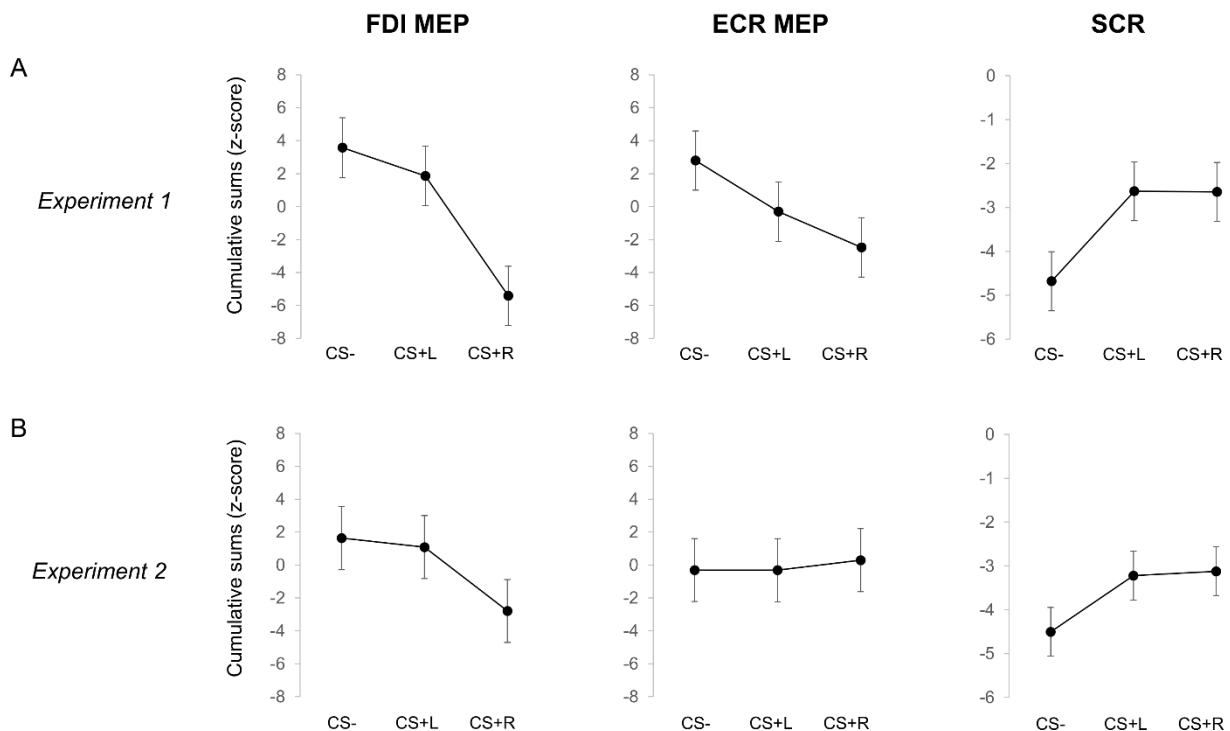 FDI MEP
ECR MEP
SCR
A
Experiment 1
Cumulative sums (z-score)
8
6
4
2
0
-2
-4
-6
-8
CS-
CS+L
CS+R
8
6
4
2
0
-2
-4
-6
-8
CS-
CS+L
CS+R
0
-1
-2
-3
-4
-5
-6
CS-
CS+L
CS+R
B
Experiment 2
Cumulative sums (z-score)
8
6
4
2
0
-2
-4
-6
-8
CS-
CS+L
CS+R
8
6
4
2
0
-2
-4
-6
-8
CS-
CS+L
CS+R
0
-1
-2
-3
-4
-5
-6
CS-
CS+L
CS+R